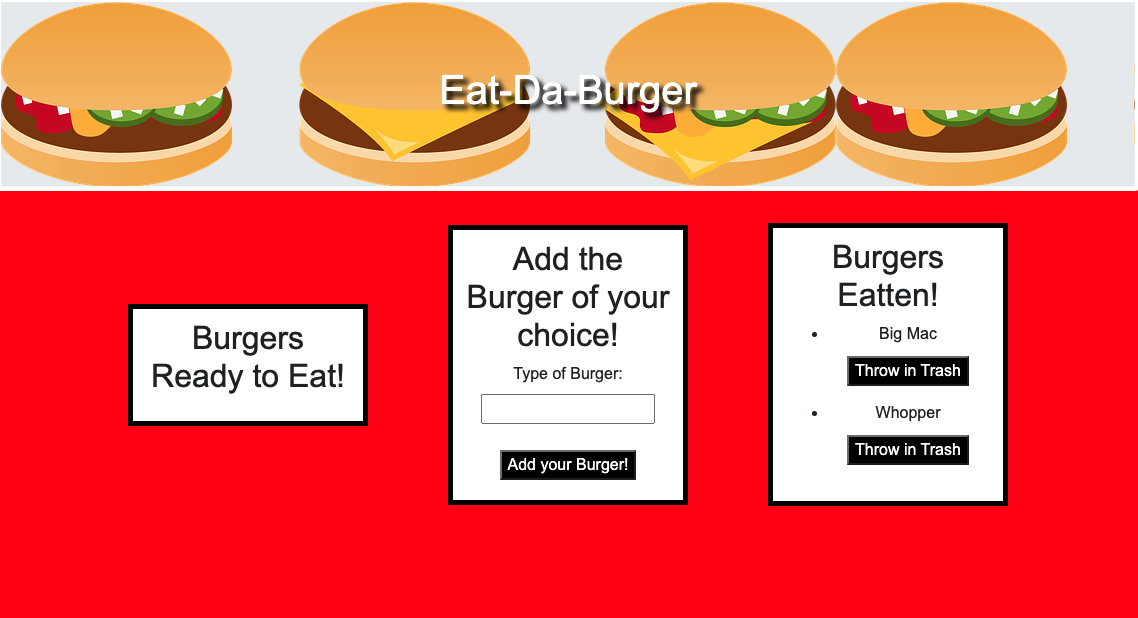 Eat-Da-Burger
Burgers
Ready to Eat!
Add the
Burger of your
choice!
Type of Burger:
Add your Burger!
Burgers
Eatten!
Big Mac
Throw in Trash
Whopper
Throw in Trash